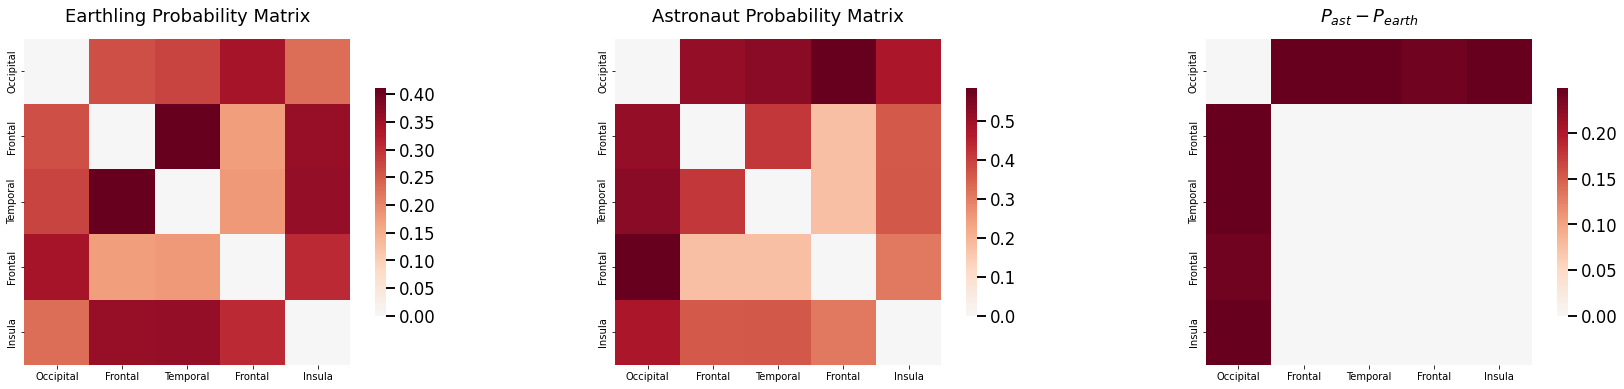 Earthling Probability Matrix
Occipital
Frontal
Temporal
Frontal
Insula
Occipital Frontal Temporal Frontal Insula
0.40
0.35
0.30
0.25
0.20
0.15
0.10
0.05
0.00
Astronaut Probability Matrix
Occipital
Frontal
Temporal
Frontal
Insula
Occipital Frontal Temporal Frontal Insula
0.5
0.4
0.3
0.2
0.1
0.0
P_ast − P_earth
Occipital
Frontal
Temporal
Frontal
Insula
Occipital Frontal Temporal Frontal Insula
0.20
0.15
0.10
0.05
0.00